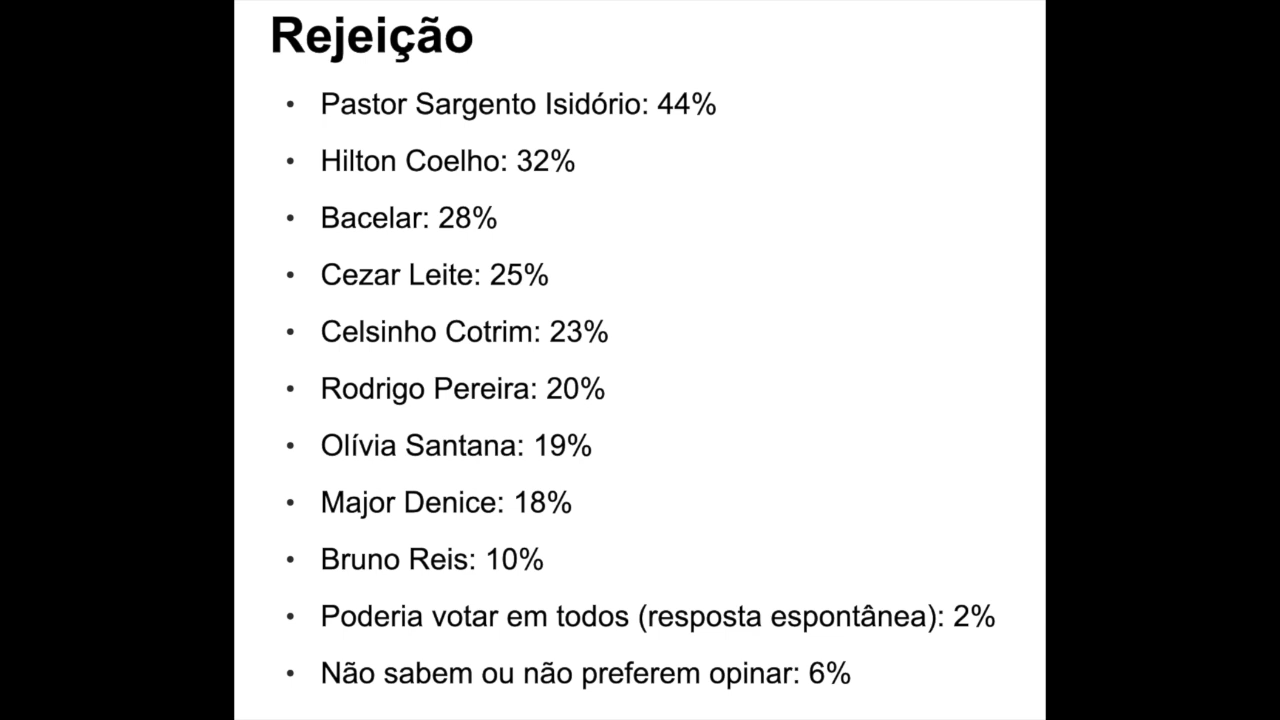 Rejeição
• Pastor Sargento Isidório: 44%
• Hilton Coelho: 32%
• Bacelar: 28%
• Cezar Leite: 25%
• Celsinho Cotrim: 23%
• Rodrigo Pereira: 20%
• Olívia Santana: 19%
• Major Denice: 18%
• Bruno Reis: 10%
• Poderia votar em todos (resposta espontânea): 2%
• Não sabem ou não preferem opinar: 6%